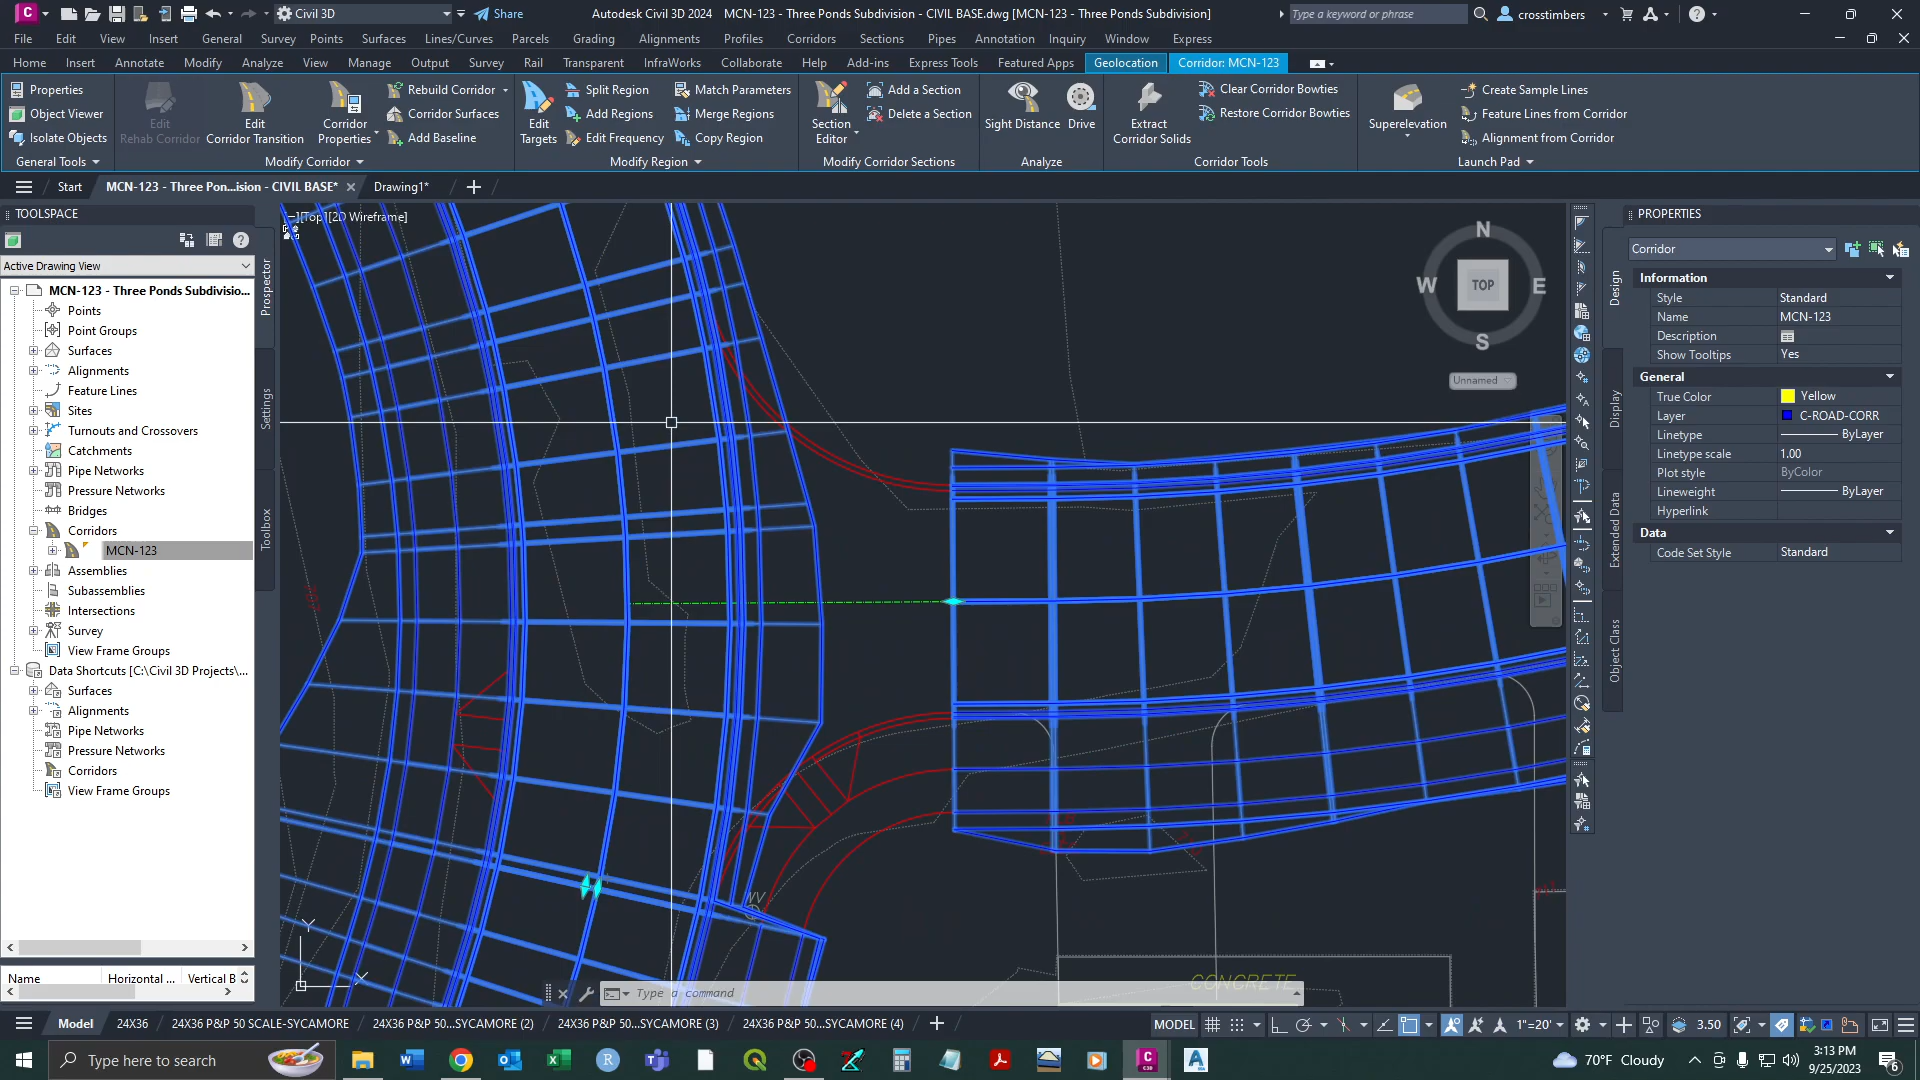 Civil 3D
Share
Autodesk Civil 3D 2024 MCN-123 - Three Ponds Subdivision - CIVIL BASE.dwg [MCN-123 - Three Ponds Subdivision]
Type a keyword or phrase
crosstimbers
File Edit View Insert General Survey Points Surfaces Lines/Curves Parcels Grading Alignments Profiles Corridors Sections Pipes Annotation Inquiry Window Express
Home Insert Annotate Modify Analyze View Manage Output Survey Rail Transparent InfraWorks Collaborate Help Add-ins Express Tools Featured Apps Geolocation Corridor: MCN-123
Properties
Object Viewer
Isolate Objects
General Tools
Edit
Rehab Corridor
Edit
Corridor Transition
Corridor
Properties
Rebuild Corridor
Corridor Surfaces
Add Baseline
Modify Corridor
Edit
Targets
Split Region
Add Regions
Edit Frequency
Match Parameters
Merge Regions
Copy Region
Modify Region
Section
Editor
Add a Section
Delete a Section
Modify Corridor Sections
Sight Distance
Drive
Analyze
Extract
Corridor Solids
Clear Corridor Bowties
Restore Corridor Bowties
Corridor Tools
Superelevation
Create Sample Lines
Feature Lines from Corridor
Alignment from Corridor
Launch Pad
Start
MCN-123 - Three Pon...ision - CIVIL BASE*
Drawing1*
TOOLSPACE
Active Drawing View
MCN-123 - Three Ponds Subdivisio...
Points
Point Groups
Surfaces
Alignments
Feature Lines
Sites
Turnouts and Crossovers
Catchments
Pipe Networks
Pressure Networks
Bridges
Corridors
MCN-123
Assemblies
Subassemblies
Intersections
Survey
View Frame Groups
Data Shortcuts [C:\Civil 3D Projects\...
Surfaces
Alignments
Pipe Networks
Pressure Networks
Corridors
View Frame Groups
Name Horizontal ... Vertical B
Prospector
Settings
Toolbox
[Top][2D Wireframe]
N
W
TOP
E
S
Unnamed
WV
CONCRETE
Y
X
Type a command
PROPERTIES
Corridor
Design
Display
Extended Data
Object Class
Information
Style Standard
Name MCN-123
Description
Show Tooltips Yes
General
True Color Yellow
Layer C-ROAD-CORR
Linetype ByLayer
Linetype scale 1.00
Plot style ByColor
Lineweight ByLayer
Hyperlink
Data
Code Set Style Standard
Model 24X36 24X36 P&P 50 SCALE-SYCAMORE 24X36 P&P 50...SYCAMORE (2) 24X36 P&P 50...SYCAMORE (3) 24X36 P&P 50...SYCAMORE (4)
MODEL
1"=20'
3.50
Type here to search
70°F Cloudy
3:13 PM
9/25/2023
6